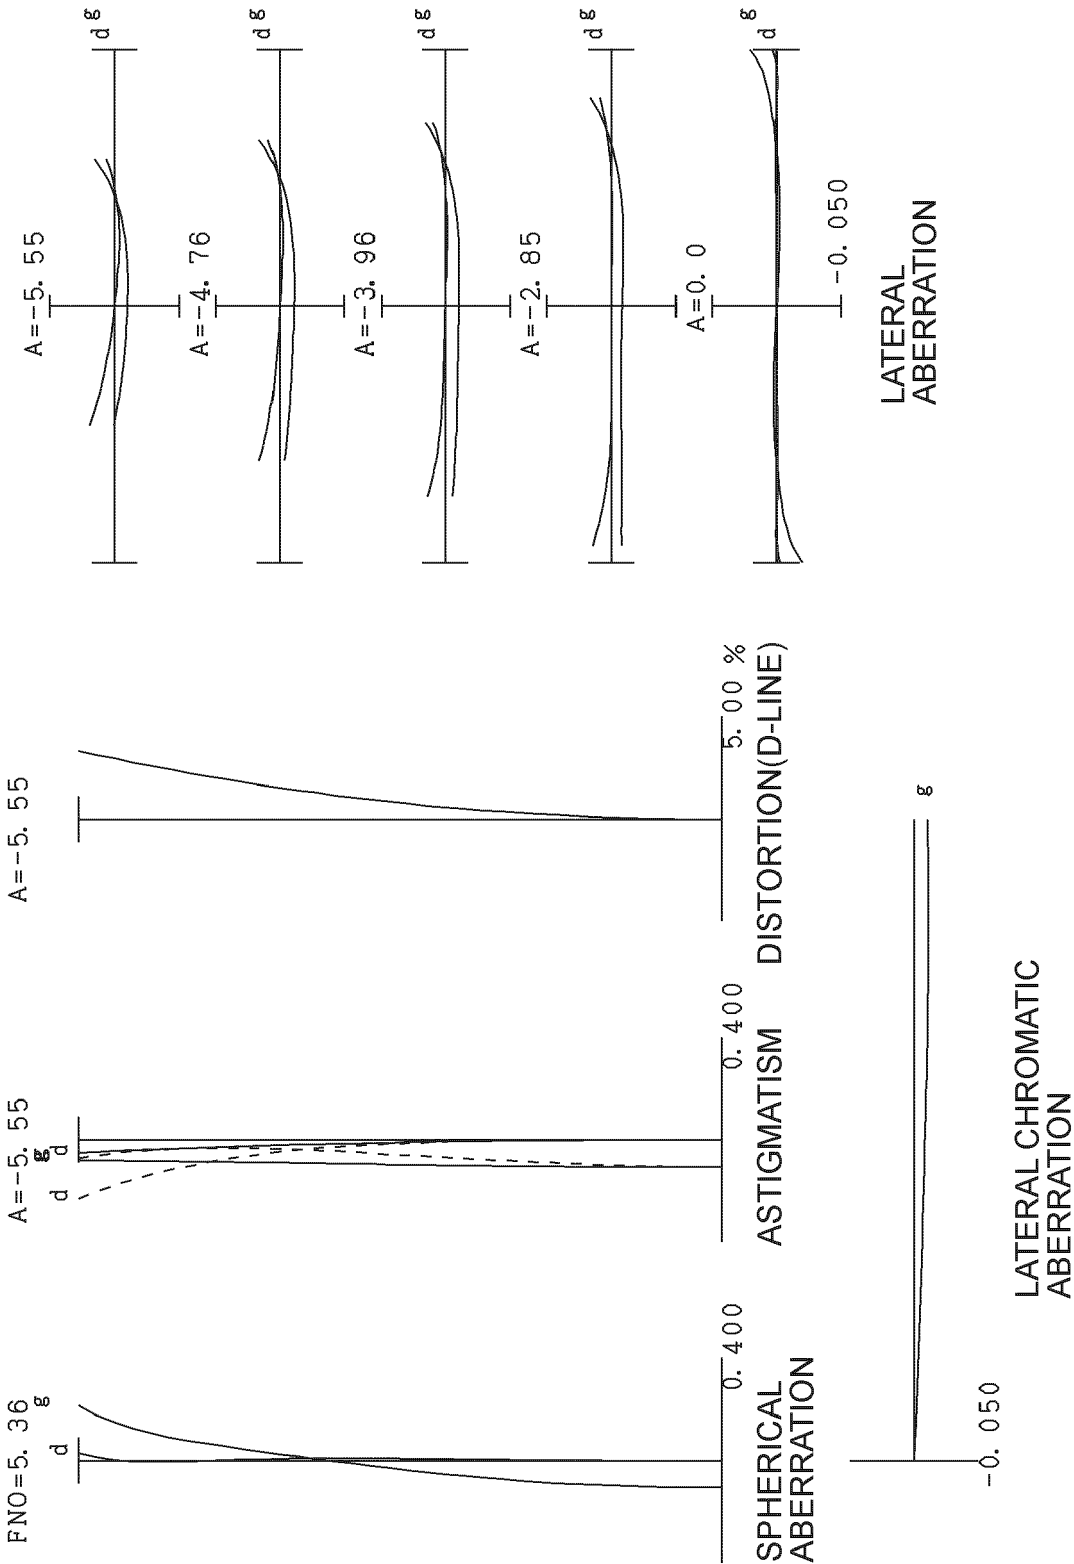 FNO=5. 36
d
g
0. 400
SPHERICAL
ABERRATION
A=-5. 55
d
g
d
0. 400
ASTIGMATISM
A=-5. 55
5. 00 %
DISTORTION(D-LINE)
-0. 050
g
LATERAL CHROMATIC
ABERRATION
A=-5. 55
d g
A=-4. 76
d g
A=-3. 96
d g
A=-2. 85
d g
A=0. 0
d g
-0. 050
LATERAL
ABERRATION